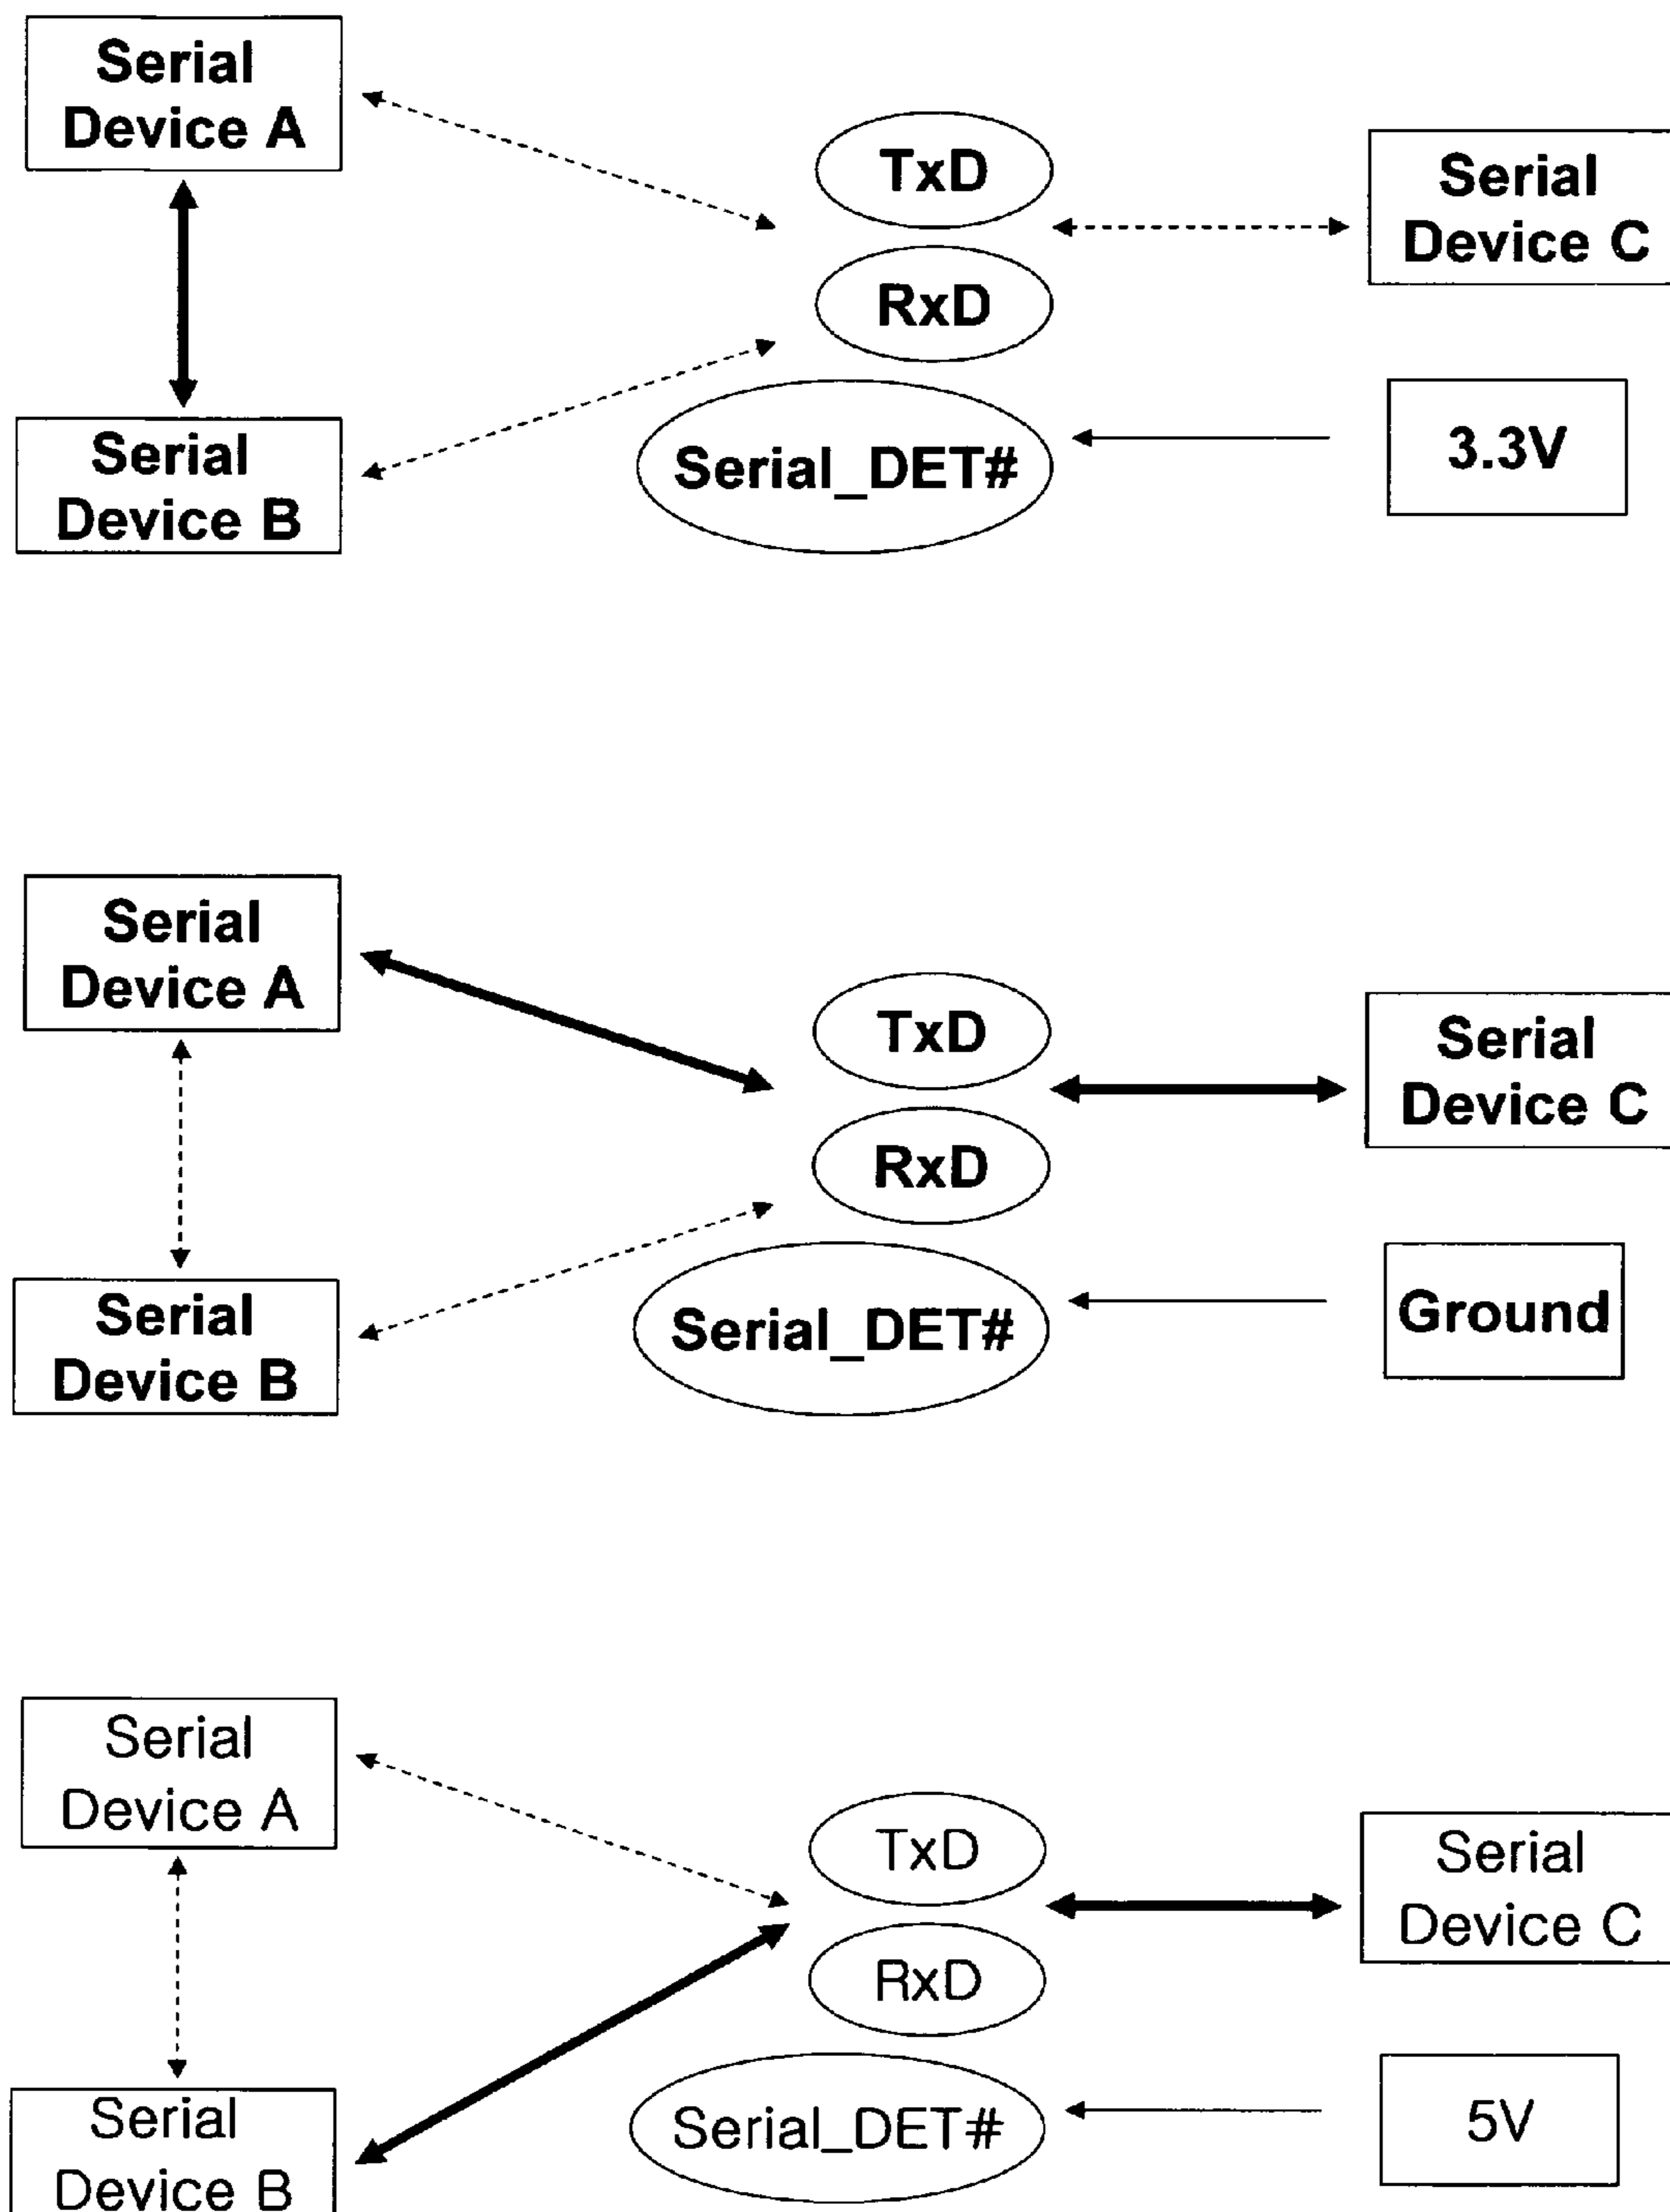 Serial
Device A
TxD
Serial
Device C
RxD
Serial
Device B
Serial_DET#
3.3V
Serial
Device A
TxD
Serial
Device C
RxD
Serial
Device B
Serial_DET#
Ground
Serial
Device A
TxD
Serial
Device C
RxD
Serial
Device B
Serial_DET#
5V